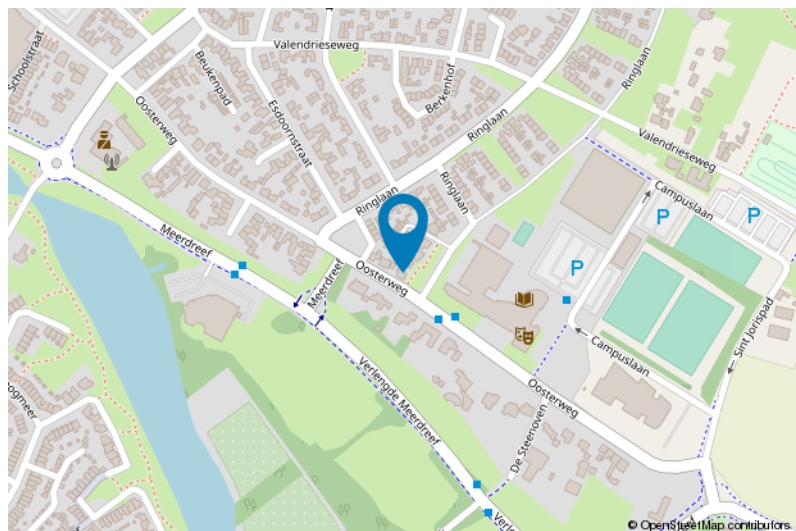 Schoolstraat
Valendrieseweg
Beukenpad
Berkenhof
Ringlaan
Oosterweg
Esdoornstraat
Ringlaan
Valendrieseweg
Ringlaan
Campuslaan
Ringlaan
P
P
Meerdreef
Oosterweg
Meerdreef
P
Sint Jorispad
Campuslaan
Verlengde Meerdreef
Oosterweg
De Steenoven
© OpenStreetMap contributors